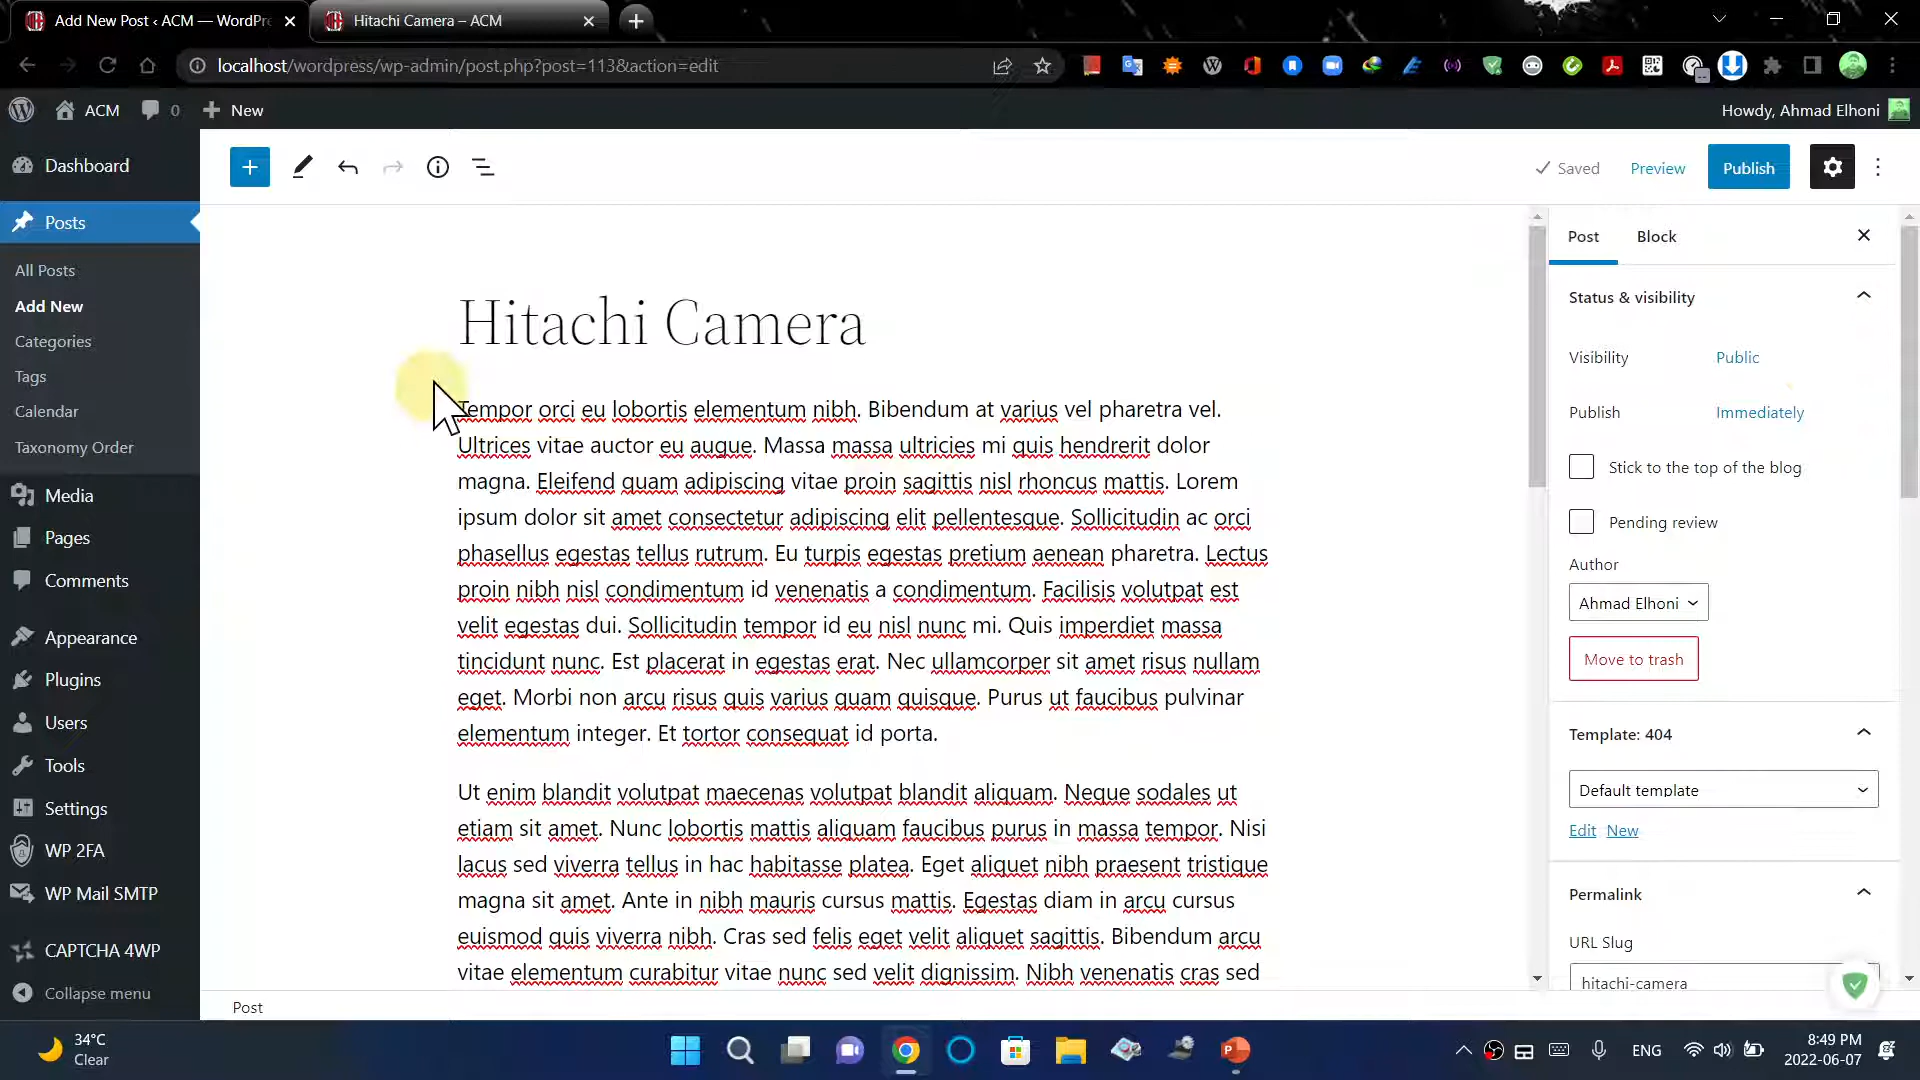 Add New Post ‹ ACM — WordPre
Hitachi Camera – ACM
localhost/wordpress/wp-admin/post.php?post=113&action=edit
ACM
0
New
Howdy, Ahmad Elhoni
Dashboard
Posts
All Posts
Add New
Categories
Tags
Calendar
Taxonomy Order
Media
Pages
Comments
Appearance
Plugins
Users
Tools
Settings
WP 2FA
WP Mail SMTP
CAPTCHA 4WP
Collapse menu
Saved
Preview
Publish
Hitachi Camera
Tempor orci eu lobortis elementum nibh. Bibendum at varius vel pharetra vel.
Ultrices vitae auctor eu augue. Massa massa ultricies mi quis hendrerit dolor
magna. Eleifend quam adipiscing vitae proin sagittis nisl rhoncus mattis. Lorem
ipsum dolor sit amet consectetur adipiscing elit pellentesque. Sollicitudin ac orci
phasellus egestas tellus rutrum. Eu turpis egestas pretium aenean pharetra. Lectus
proin nibh nisl condimentum id venenatis a condimentum. Facilisis volutpat est
velit egestas dui. Sollicitudin tempor id eu nisl nunc mi. Quis imperdiet massa
tincidunt nunc. Est placerat in egestas erat. Nec ullamcorper sit amet risus nullam
eget. Morbi non arcu risus quis varius quam quisque. Purus ut faucibus pulvinar
elementum integer. Et tortor consequat id porta.
Ut enim blandit volutpat maecenas volutpat blandit aliquam. Neque sodales ut
etiam sit amet. Nunc lobortis mattis aliquam faucibus purus in massa tempor. Nisi
lacus sed viverra tellus in hac habitasse platea. Eget aliquet nibh praesent tristique
magna sit amet. Ante in nibh mauris cursus mattis. Egestas diam in arcu cursus
euismod quis viverra nibh. Cras sed felis eget velit aliquet sagittis. Bibendum arcu
vitae elementum curabitur vitae nunc sed velit dignissim. Nibh venenatis cras sed
Post
Block
Status & visibility
Visibility
Public
Publish
Immediately
Stick to the top of the blog
Pending review
Author
Ahmad Elhoni
Move to trash
Template: 404
Default template
Edit
New
Permalink
URL Slug
hitachi-camera
Post
34°C
Clear
ENG
8:49 PM
2022-06-07